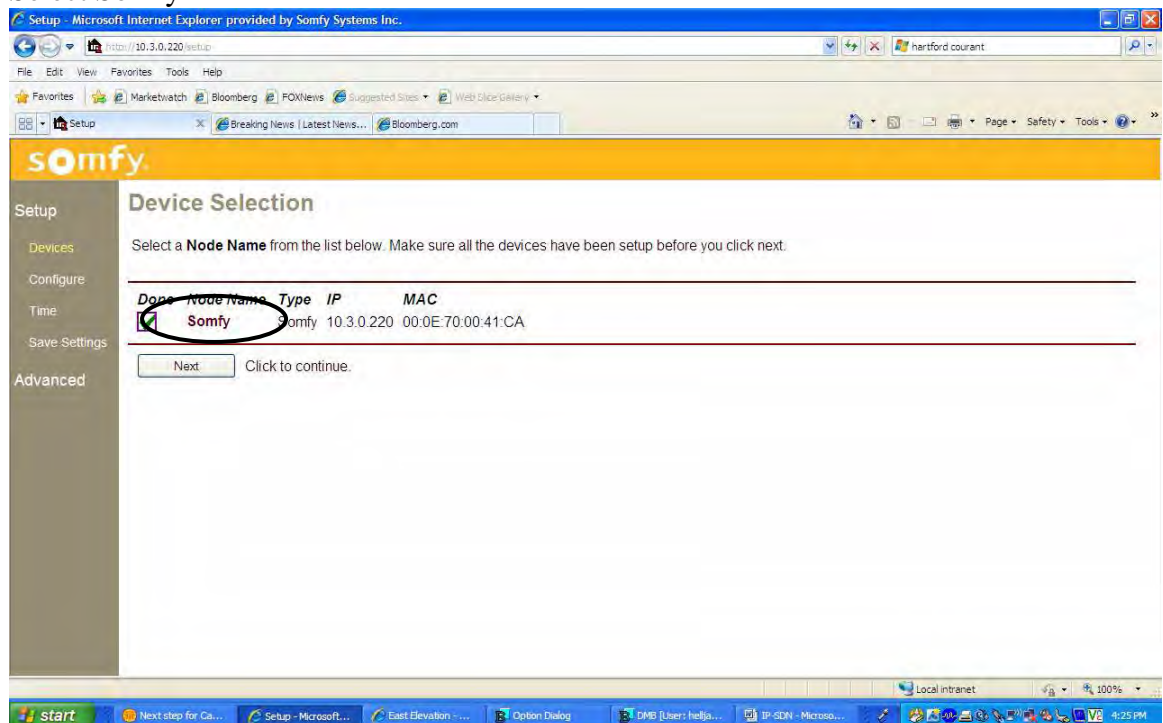 Setup - Microsoft Internet Explorer provided by Somfy Systems Inc.
http://10.3.0.220/setup
hartford courant
File Edit View Favorites Tools Help
Favorites Marketwatch Bloomberg FOXNews Suggested Sites Web Slice Gallery
Setup Breaking News | Latest News... Bloomberg.com Page Safety Tools »
somfy.
Setup
Devices
Configure
Time
Save Settings
Advanced
Device Selection
Select a Node Name from the list below. Make sure all the devices have been setup before you click next.
Done Node Name Type IP MAC
Somfy Somfy 10.3.0.220 00:0E:70:00:41:CA
Next Click to continue.
Local intranet 100%
start Next step for Ca... Setup - Microsoft... East Elevation - ... Option Dialog DMB [User: hellja... IP-SDN - Microso... 4:25 PM